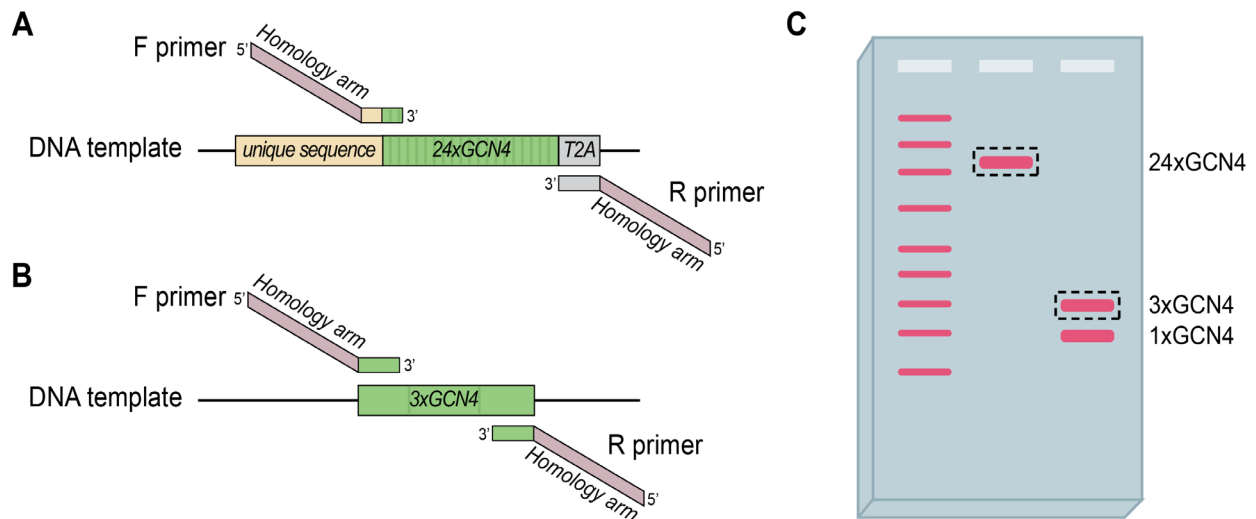 A
F primer
5’
Homology arm
3’
DNA template
unique sequence
24xGCN4
T2A
3’
R primer
Homology arm
5’
B
F primer
5’
Homology arm
3’
DNA template
3xGCN4
3’
R primer
Homology arm
5’
C
24xGCN4
3xGCN4
1xGCN4